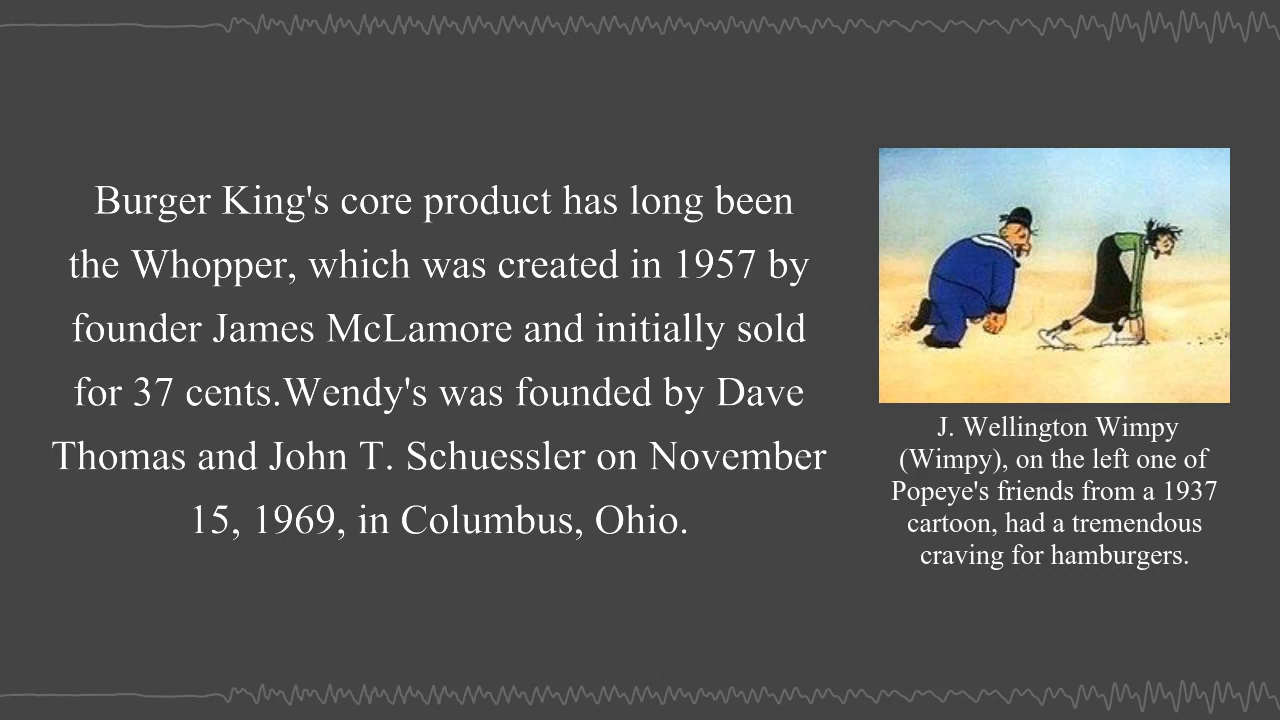 Burger King's core product has long been
the Whopper, which was created in 1957 by
founder James McLamore and initially sold
for 37 cents.Wendy's was founded by Dave
Thomas and John T. Schuessler on November
15, 1969, in Columbus, Ohio.
J. Wellington Wimpy
(Wimpy), on the left one of
Popeye's friends from a 1937
cartoon, had a tremendous
craving for hamburgers.